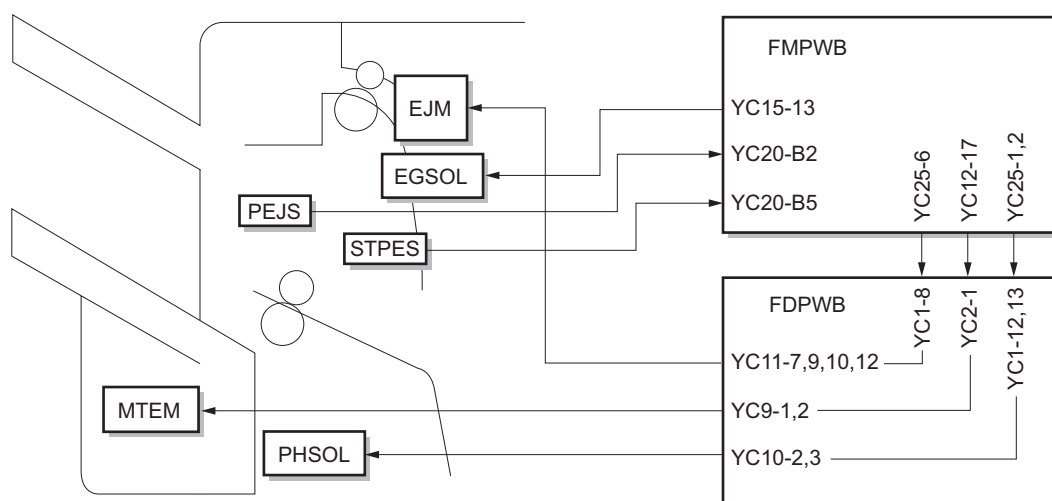 FMPWB
EJM
YC15-13
EGSOL
YC20-B2
PEJS
YC20-B5
STPES
YC25-6
YC12-17
YC25-1,2
FDPWB
YC1-8
YC2-1
YC1-12,13
YC11-7,9,10,12
MTEM
YC9-1,2
PHSOL
YC10-2,3